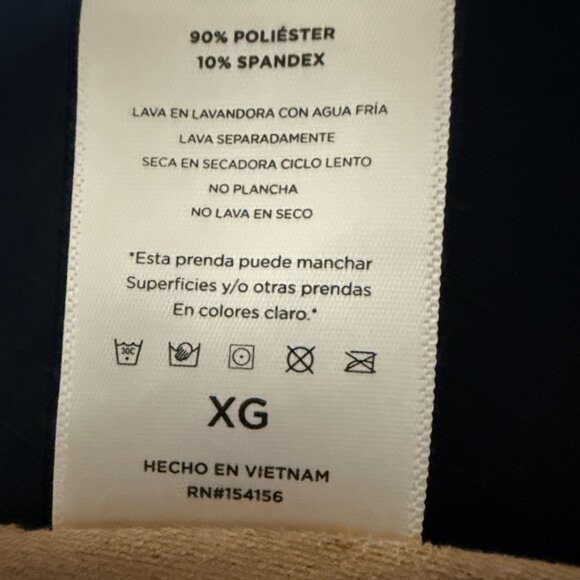 90% POLIÉSTER
10% SPANDEX
LAVA EN LAVANDORA CON AGUA FRÍA
LAVA SEPARADAMENTE
SECA EN SECADORA CICLO LENTO
NO PLANCHA
NO LAVA EN SECO
*Esta prenda puede manchar
Superficies y/o otras prendas
En colores claro.*
30C
XG
HECHO EN VIETNAM
RN#154156